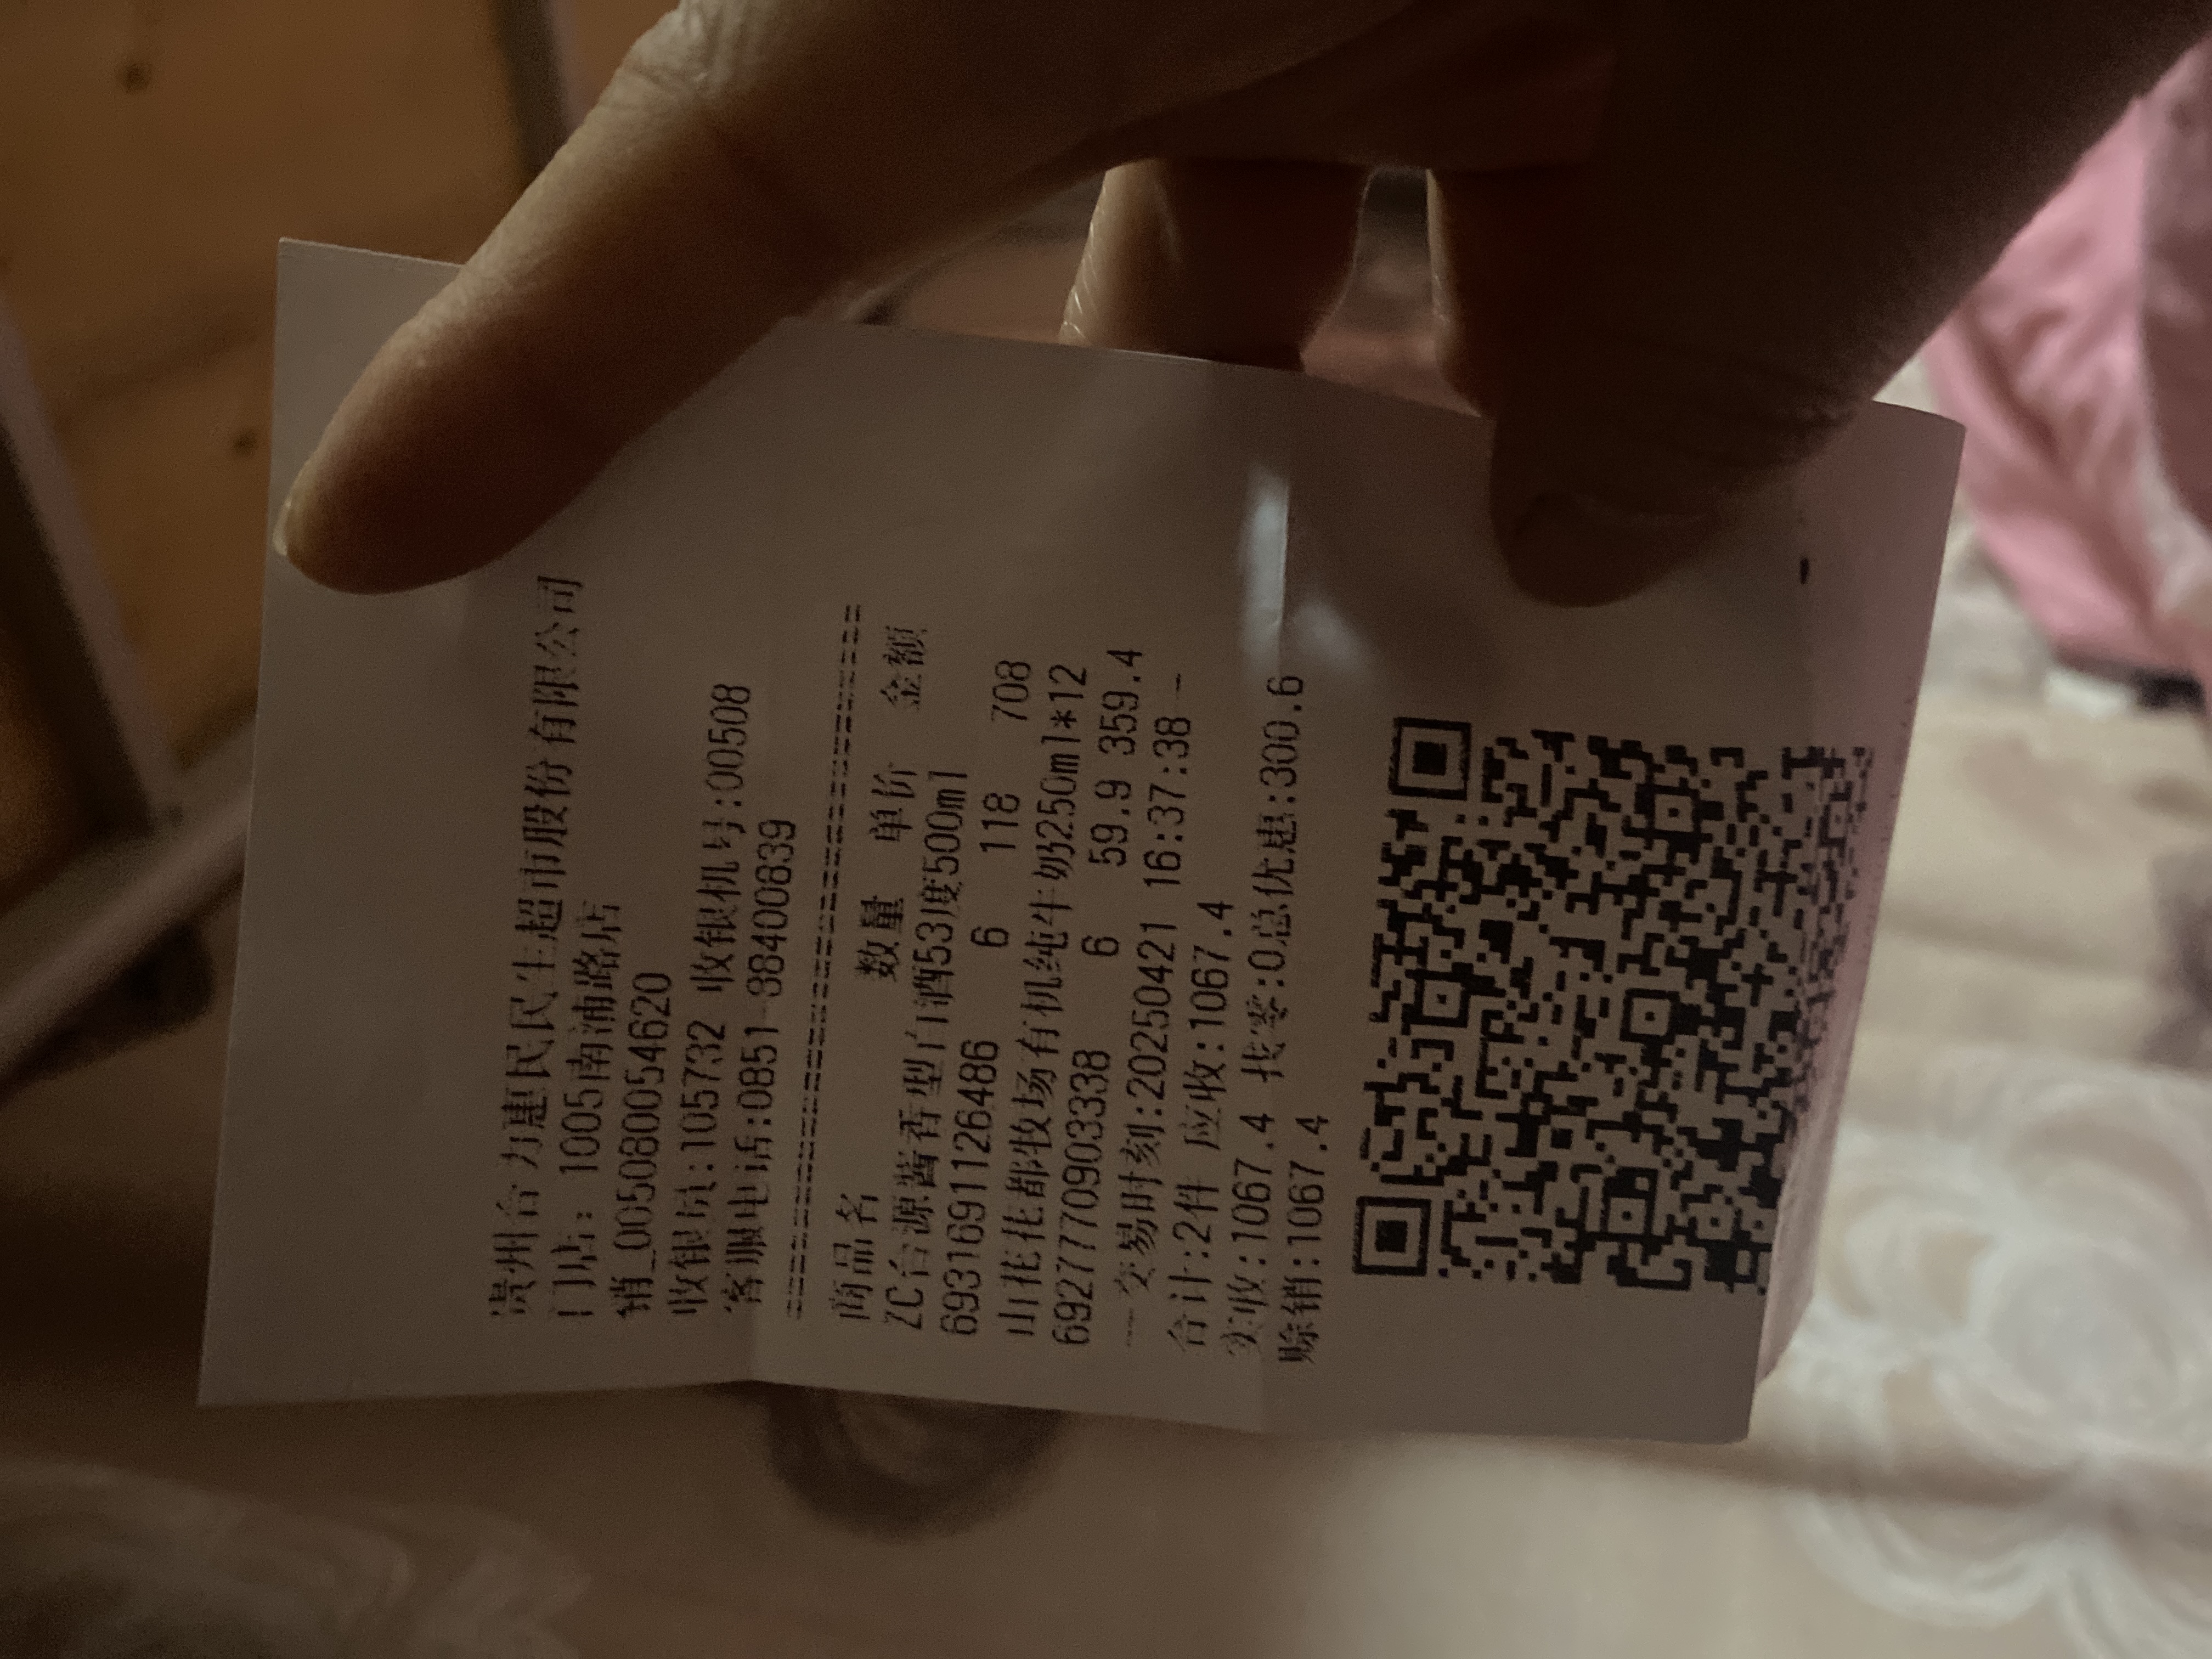 贵州合力惠民民生超市股份有限公司
门店: 1005南浦路店
销_0050800054620
收银员:105732 收银机号:00508
客服电话:0851-88400839
================================
商品名 数量 单价 金额
ZC台源酱香型白酒53度500ml
6931691126486 6 118 708
山花花都牧场有机纯牛奶250ml*12
6927770903338 6 59.9 359.4
--交易时刻:20250421 16:37:38--
合计:2件 应收:1067.4
实收:1067.4 找零:0总优惠:300.6
赊销:1067.4